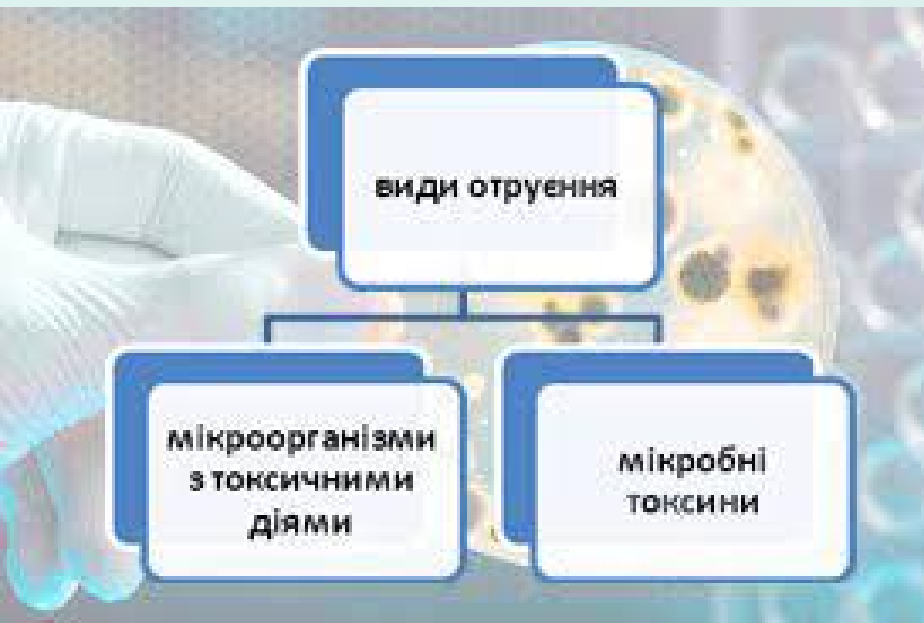 види отруєння
мікроорганізми
з токсичними
діями
мікробні
токсини